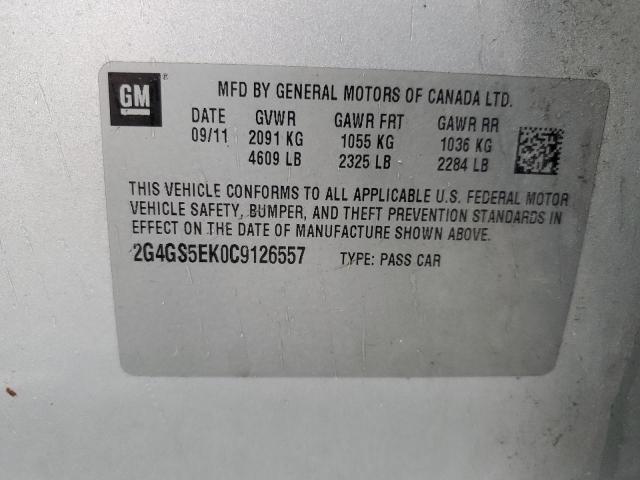 GM ®
MFD BY GENERAL MOTORS OF CANADA LTD.
DATE GVWR GAWR FRT GAWR RR
09/11 2091 KG 1055 KG 1036 KG
4609 LB 2325 LB 2284 LB
THIS VEHICLE CONFORMS TO ALL APPLICABLE U.S. FEDERAL MOTOR
VEHICLE SAFETY, BUMPER, AND THEFT PREVENTION STANDARDS IN
EFFECT ON THE DATE OF MANUFACTURE SHOWN ABOVE.
2G4GS5EK0C9126557 TYPE: PASS CAR